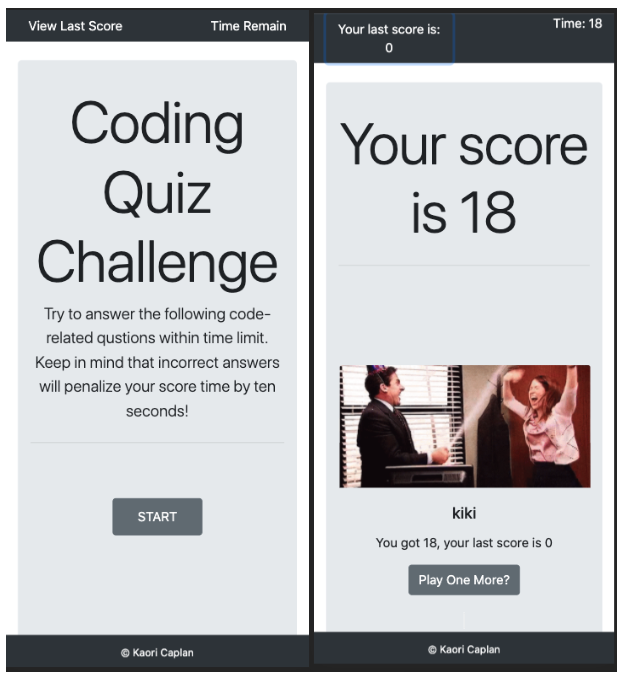 View Last Score
Time Remain
Coding
Quiz
Challenge
Try to answer the following code-
related qustions within time limit.
Keep in mind that incorrect answers
will penalize your score time by ten
seconds!
START
© Kaori Caplan
Your last score is:
0
Time: 18
Your score
is 18
kiki
You got 18, your last score is 0
Play One More?
© Kaori Caplan